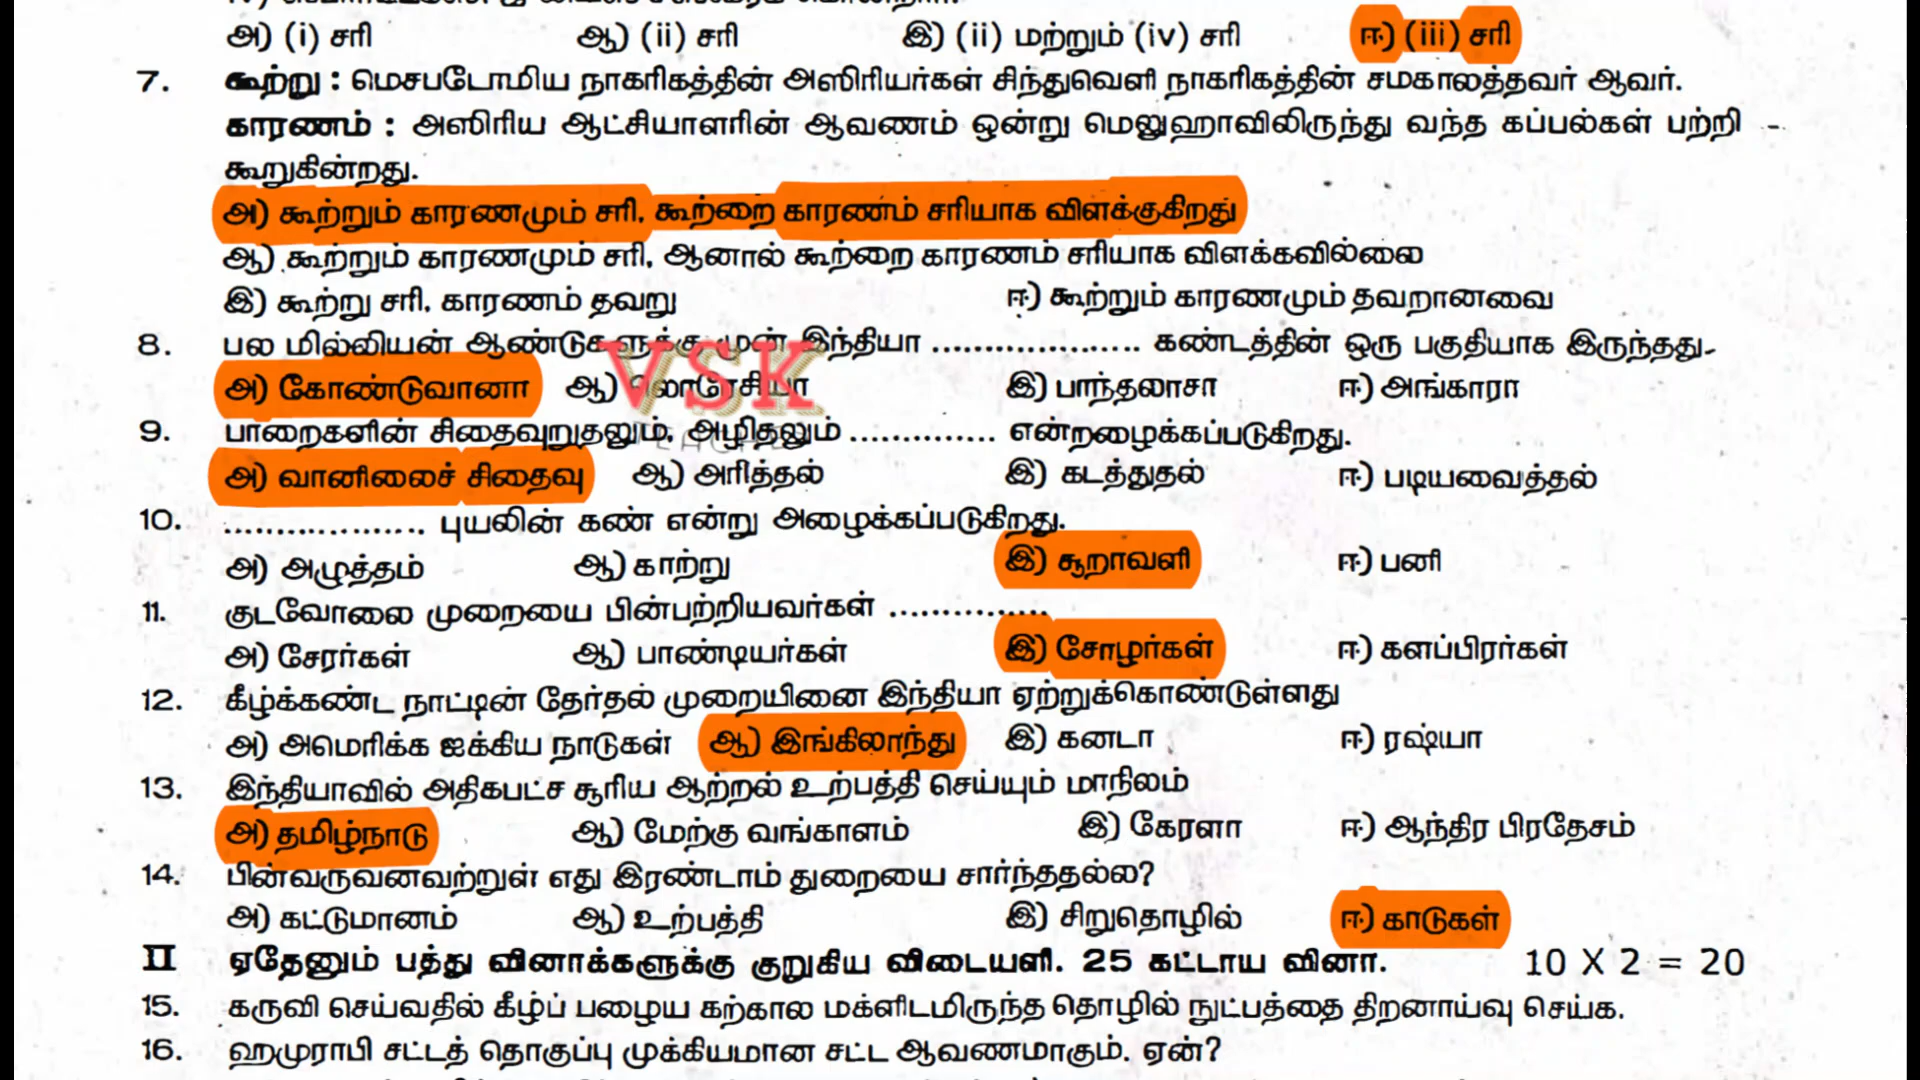 அ) (i) சரி ஆ) (ii) சரி இ) (ii) மற்றும் (iv) சரி ஈ) (iii) சரி
7. கூற்று : மெசபடோமிய நாகரிகத்தின் அஸிரியர்கள் சிந்துவெளி நாகரிகத்தின் சமகாலத்தவர் ஆவர்.
காரணம் : அஸிரிய ஆட்சியாளரின் ஆவணம் ஒன்று மெலுஹாவிலிருந்து வந்த கப்பல்கள் பற்றி
கூறுகின்றது.
அ) கூற்றும் காரணமும் சரி, கூற்றை காரணம் சரியாக விளக்குகிறது
ஆ) கூற்றும் காரணமும் சரி, ஆனால் கூற்றை காரணம் சரியாக விளக்கவில்லை
இ) கூற்று சரி. காரணம் தவறு ஈ) கூற்றும் காரணமும் தவறானவை
8. பல மில்லியன் ஆண்டுகளுக்கு முன் இந்தியா .................... கண்டத்தின் ஒரு பகுதியாக இருந்தது.
அ) கோண்டுவானா ஆ) லொரேசியா இ) பாந்தலாசா ஈ) அங்காரா
VSK
9. பாறைகளின் சிதைவுறுதலும், அழிதலும் .............. என்றழைக்கப்படுகிறது.
அ) வானிலைச் சிதைவு ஆ) அரித்தல் இ) கடத்துதல் ஈ) படியவைத்தல்
10. ................... புயலின் கண் என்று அழைக்கப்படுகிறது.
அ) அழுத்தம் ஆ) காற்று இ) சூறாவளி ஈ) பனி
11. குடவோலை முறையை பின்பற்றியவர்கள் ...............
அ) சேரர்கள் ஆ) பாண்டியர்கள் இ) சோழர்கள் ஈ) களப்பிரர்கள்
12. கீழ்க்கண்ட நாட்டின் தேர்தல் முறையினை இந்தியா ஏற்றுக்கொண்டுள்ளது
அ) அமெரிக்க ஐக்கிய நாடுகள் ஆ) இங்கிலாந்து இ) கனடா ஈ) ரஷ்யா
13. இந்தியாவில் அதிகபட்ச சூரிய ஆற்றல் உற்பத்தி செய்யும் மாநிலம்
அ) தமிழ்நாடு ஆ) மேற்கு வங்காளம் இ) கேரளா ஈ) ஆந்திர பிரதேசம்
14. பின்வருவனவற்றுள் எது இரண்டாம் துறையை சார்ந்ததல்ல?
அ) கட்டுமானம் ஆ) உற்பத்தி இ) சிறுதொழில் ஈ) காடுகள்
II ஏதேனும் பத்து வினாக்களுக்கு குறுகிய விடையளி. 25 கட்டாய வினா. 10 X 2 = 20
15. கருவி செய்வதில் கீழ்ப் பழைய கற்கால மக்ளிடமிருந்த தொழில் நுட்பத்தை திறனாய்வு செய்க.
16. ஹமுராபி சட்டத் தொகுப்பு முக்கியமான சட்ட ஆவணமாகும். ஏன்?